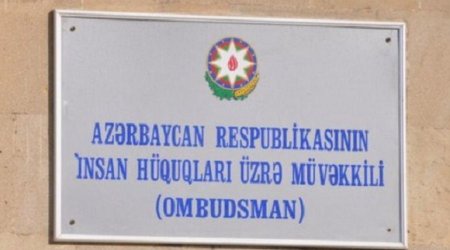 AZƏRBAYCAN RESPUBLİKASININ
İNSAN HÜQUQLARI ÜZRƏ MÜVƏKKİLİ
(OMBUDSMAN)